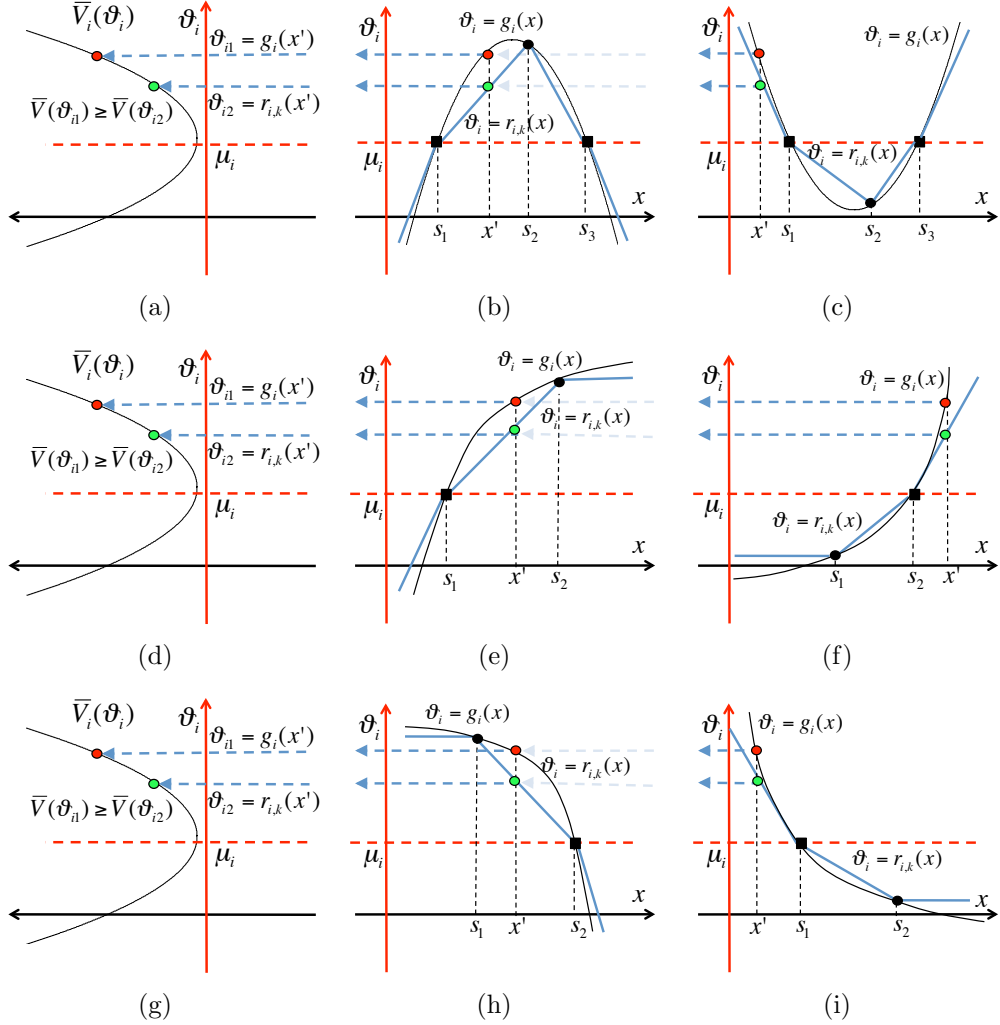 V̅ᵢ(ϑᵢ)
ϑᵢ
ϑᵢ₁ = gᵢ(x')
V̅(ϑᵢ₁) ≥ V̅(ϑᵢ₂)
ϑᵢ₂ = rᵢ,ₖ(x')
μᵢ
(a)
ϑᵢ
ϑᵢ = gᵢ(x)
ϑᵢ = rᵢ,ₖ(x)
μᵢ
x
s₁
x'
s₂
s₃
(b)
ϑᵢ
ϑᵢ = gᵢ(x)
μᵢ
ϑᵢ = rᵢ,ₖ(x)
x
x'
s₁
s₂
s₃
(c)
V̅ᵢ(ϑᵢ)
ϑᵢ
ϑᵢ₁ = gᵢ(x')
V̅(ϑᵢ₁) ≥ V̅(ϑᵢ₂)
ϑᵢ₂ = rᵢ,ₖ(x')
μᵢ
(d)
ϑᵢ
ϑᵢ = gᵢ(x)
ϑᵢ = rᵢ,ₖ(x)
μᵢ
x
s₁
x'
s₂
(e)
ϑᵢ
ϑᵢ = gᵢ(x)
μᵢ
ϑᵢ = rᵢ,ₖ(x)
x
s₁
s₂
x'
(f)
V̅ᵢ(ϑᵢ)
ϑᵢ
ϑᵢ₁ = gᵢ(x')
V̅(ϑᵢ₁) ≥ V̅(ϑᵢ₂)
ϑᵢ₂ = rᵢ,ₖ(x')
μᵢ
(g)
ϑᵢ
ϑᵢ = gᵢ(x)
ϑᵢ = rᵢ,ₖ(x)
μᵢ
x
s₁
x'
s₂
(h)
ϑᵢ
ϑᵢ = gᵢ(x)
μᵢ
ϑᵢ = rᵢ,ₖ(x)
x
x'
s₁
s₂
(i)